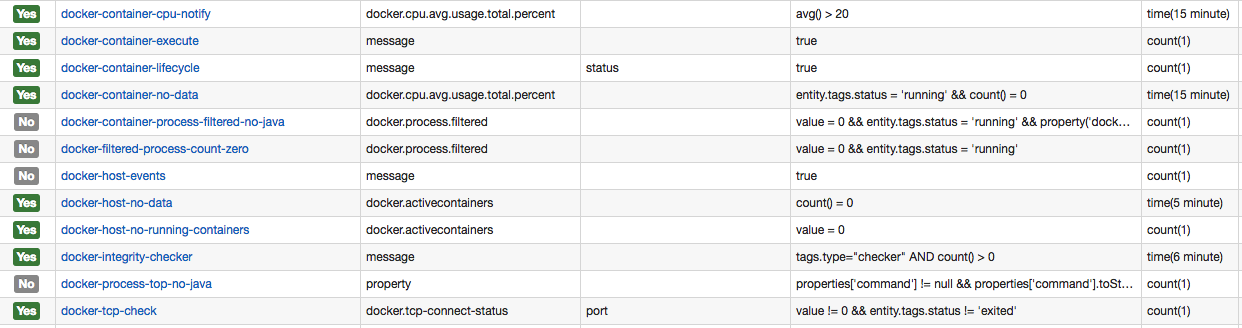 Yes docker-container-cpu-notify docker.cpu.avg.usage.total.percent avg() > 20 time(15 minute)
Yes docker-container-execute message true count(1)
Yes docker-container-lifecycle message status true count(1)
Yes docker-container-no-data docker.cpu.avg.usage.total.percent entity.tags.status = 'running' && count() = 0 time(15 minute)
No docker-container-process-filtered-no-java docker.process.filtered value = 0 && entity.tags.status = 'running' && property('dock... count(1)
No docker-filtered-process-count-zero docker.process.filtered value = 0 && entity.tags.status = 'running' count(1)
No docker-host-events message true count(1)
Yes docker-host-no-data docker.activecontainers count() = 0 time(5 minute)
Yes docker-host-no-running-containers docker.activecontainers value = 0 count(1)
Yes docker-integrity-checker message tags.type="checker" AND count() > 0 time(6 minute)
No docker-process-top-no-java property properties['command'] != null && properties['command'].toSt... count(1)
Yes docker-tcp-check docker.tcp-connect-status port value != 0 && entity.tags.status != 'exited' count(1)